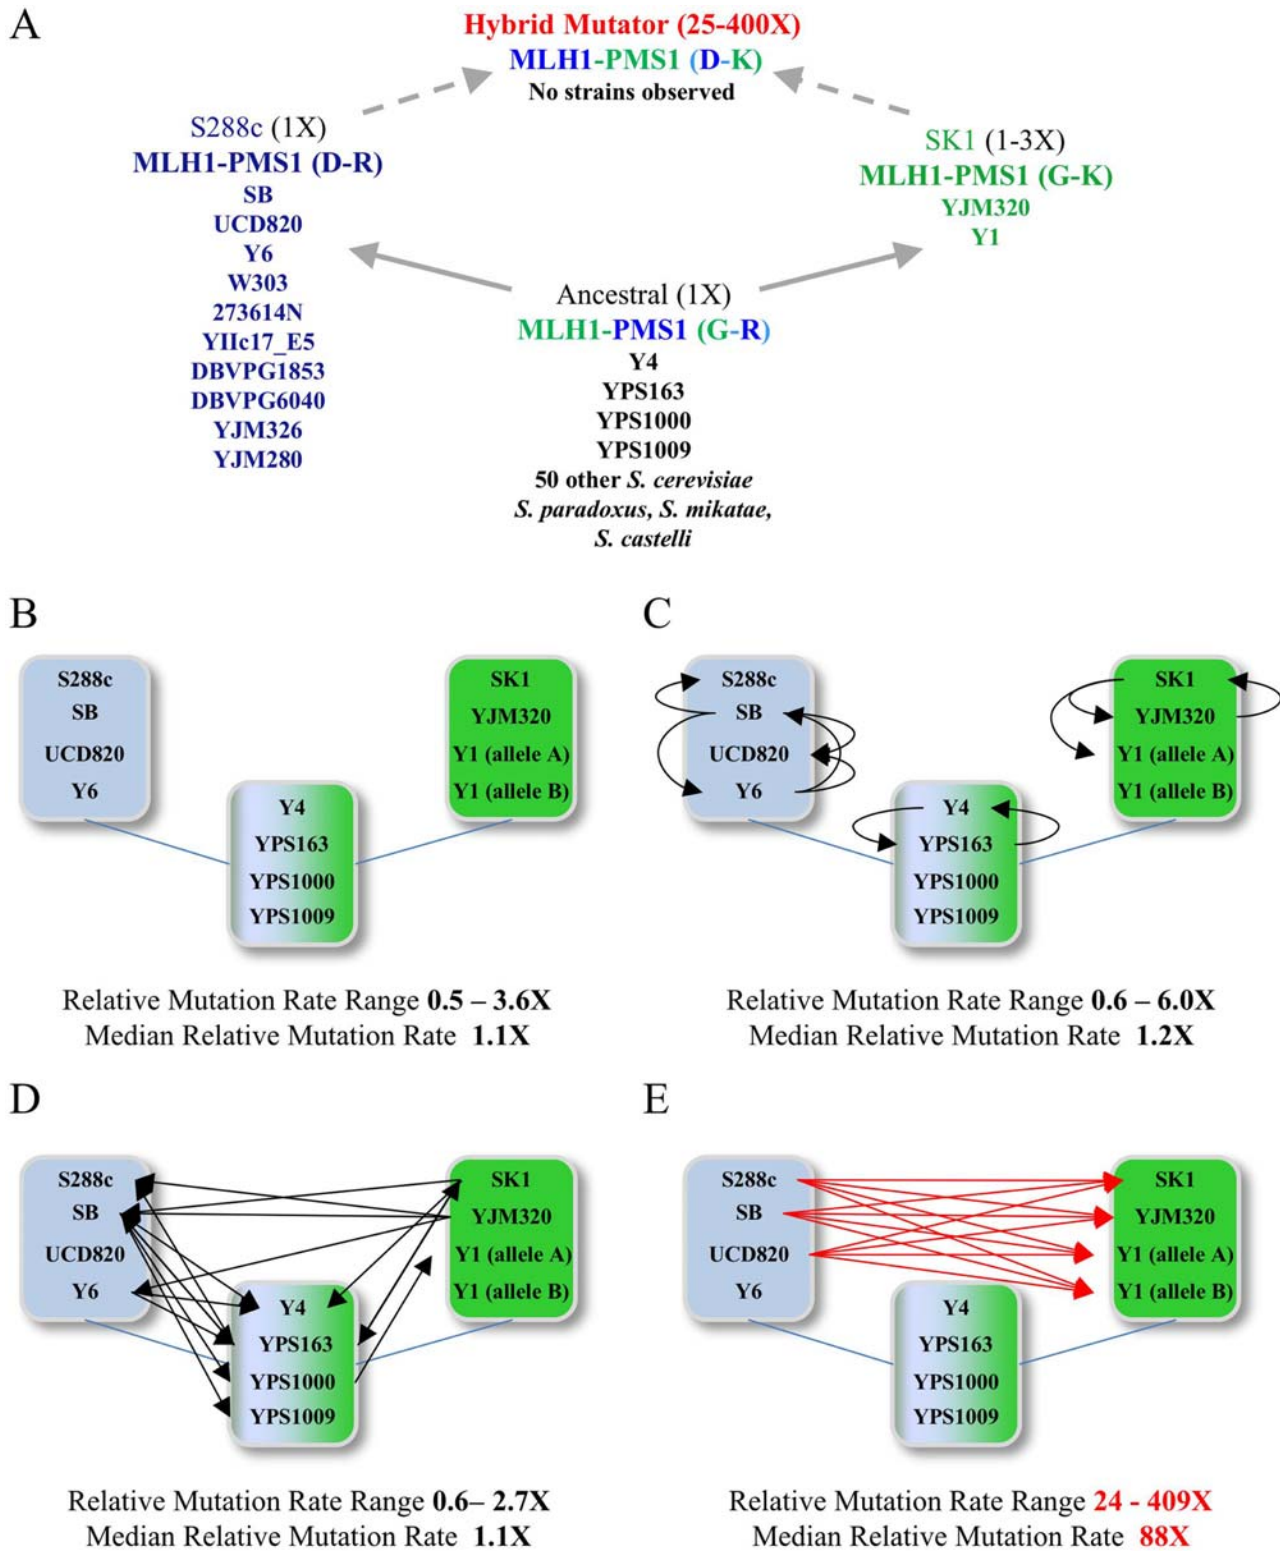 A
Hybrid Mutator (25-400X)
MLH1-PMS1 (D-K)
No strains observed
S288c (1X)
MLH1-PMS1 (D-R)
SB
UCD820
Y6
W303
273614N
YIIc17_E5
DBVPG1853
DBVPG6040
YJM326
YJM280
SK1 (1-3X)
MLH1-PMS1 (G-K)
YJM320
Y1
Ancestral (1X)
MLH1-PMS1 (G-R)
Y4
YPS163
YPS1000
YPS1009
50 other S. cerevisiae
S. paradoxus, S. mikatae,
S. castelli
B
S288c
SB
UCD820
Y6
SK1
YJM320
Y1 (allele A)
Y1 (allele B)
Y4
YPS163
YPS1000
YPS1009
Relative Mutation Rate Range 0.5 – 3.6X
Median Relative Mutation Rate 1.1X
C
S288c
SB
UCD820
Y6
SK1
YJM320
Y1 (allele A)
Y1 (allele B)
Y4
YPS163
YPS1000
YPS1009
Relative Mutation Rate Range 0.6 – 6.0X
Median Relative Mutation Rate 1.2X
D
S288c
SB
UCD820
Y6
SK1
YJM320
Y1 (allele A)
Y1 (allele B)
Y4
YPS163
YPS1000
YPS1009
Relative Mutation Rate Range 0.6– 2.7X
Median Relative Mutation Rate 1.1X
E
S288c
SB
UCD820
Y6
SK1
YJM320
Y1 (allele A)
Y1 (allele B)
Y4
YPS163
YPS1000
YPS1009
Relative Mutation Rate Range 24 - 409X
Median Relative Mutation Rate 88X